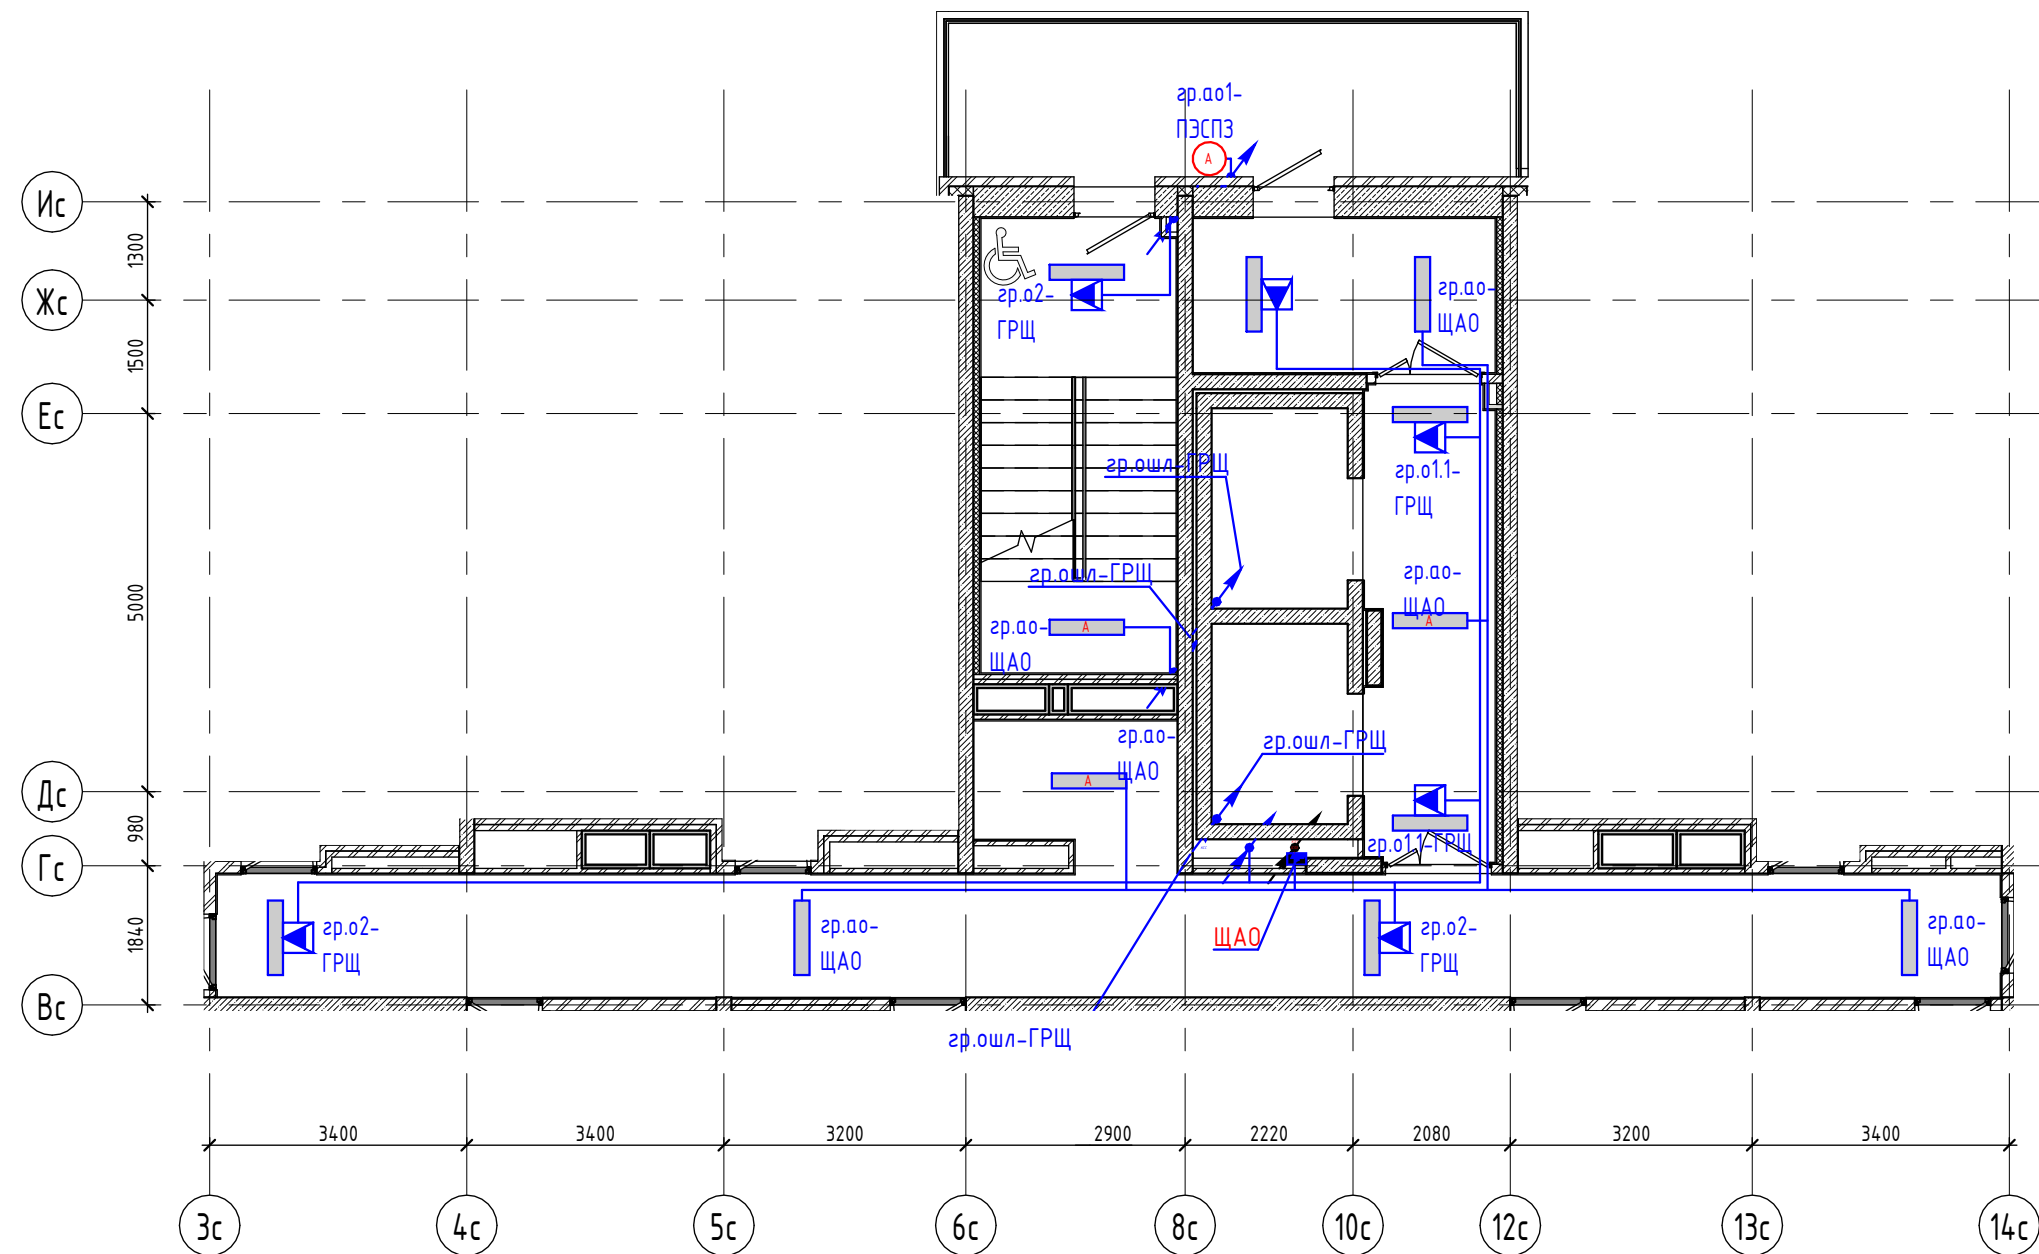 гр.ао1-
ПЭСПЗ
А
Ис
1300
Жс
гр.о2-
ГРЩ
гр.ао-
ЩАО
1500
Ес
гр.ошл-ГРЩ
гр.о1.1-
ГРЩ
5000
гр.ошл-ГРЩ
гр.ао-
ЩАО
А
гр.ао-
ЩАО
А
гр.ао-
ЩАО
А
гр.ошл-ГРЩ
Дс
980
гр.о1.1-ГРЩ
Гс
1840
гр.о2-
ГРЩ
гр.ао-
ЩАО
ЩАО
гр.о2-
ГРЩ
гр.ао-
ЩАО
Вс
гр.ошл-ГРЩ
3400
3400
3200
2900
2220
2080
3200
3400
3с
4с
5с
6с
8с
10с
12с
13с
14с